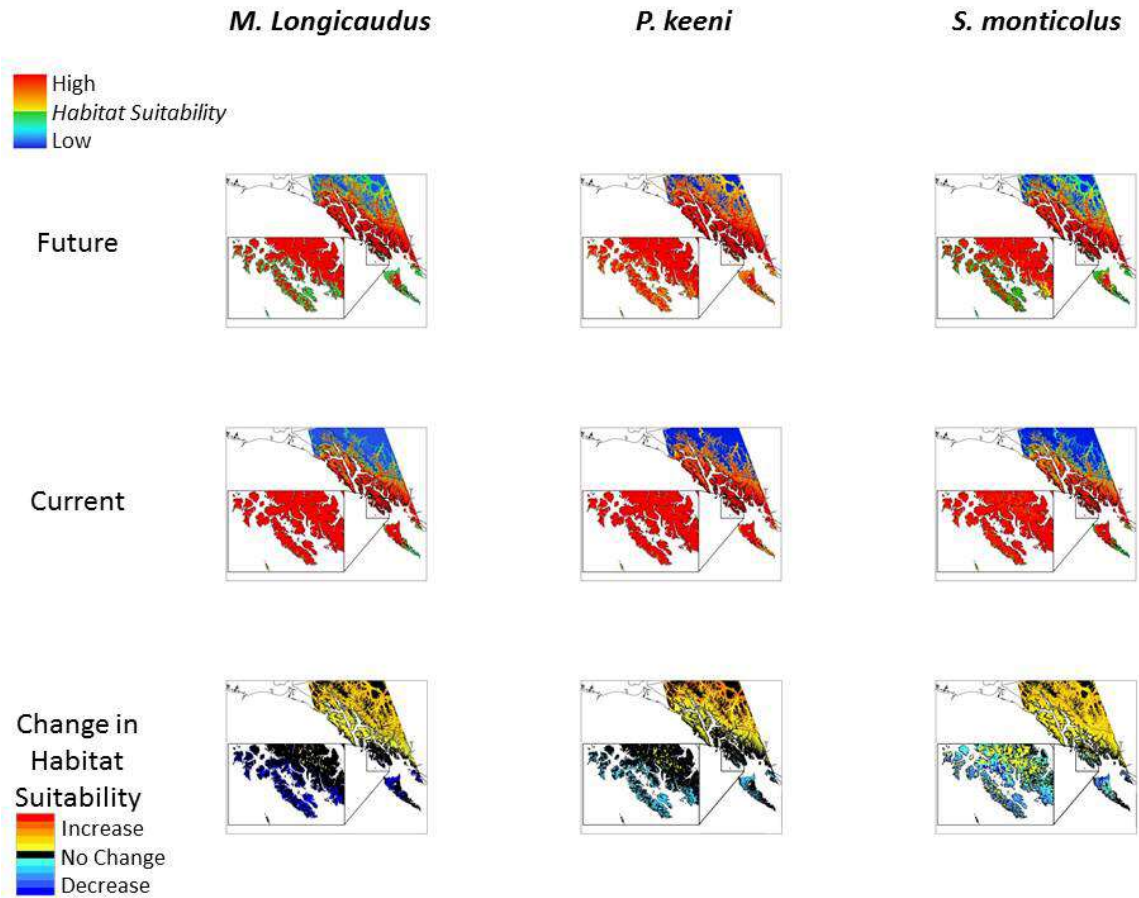 M. Longicaudus
P. keeni
S. monticolus
High
Habitat Suitability
Low
Future
Current
Change in
Habitat
Suitability
Increase
No Change
Decrease